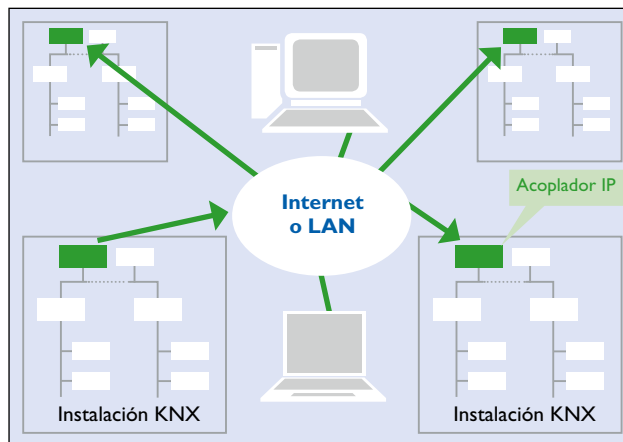 Internet
o LAN
Acoplador IP
Instalación KNX
Instalación KNX